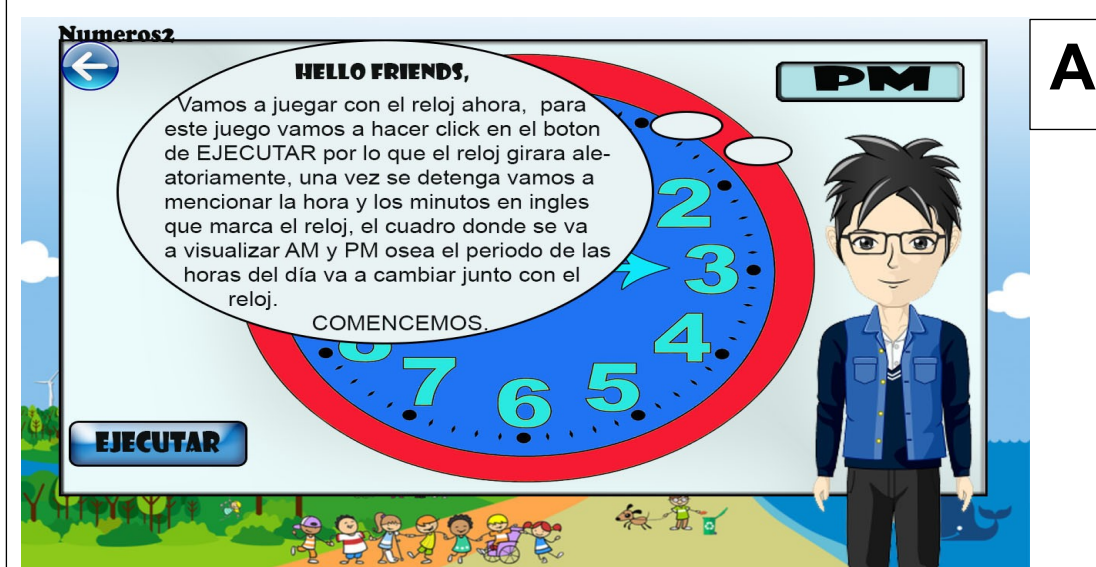 Numeros2
HELLO FRIENDS,
Vamos a juegar con el reloj ahora, para
este juego vamos a hacer click en el boton
de EJECUTAR por lo que el reloj girara ale-
atoriamente, una vez se detenga vamos a
mencionar la hora y los minutos en ingles
que marca el reloj, el cuadro donde se va
a visualizar AM y PM osea el periodo de las
horas del día va a cambiar junto con el
reloj.
COMENCEMOS.
PM
A
2
3
4
5
6
7
EJECUTAR